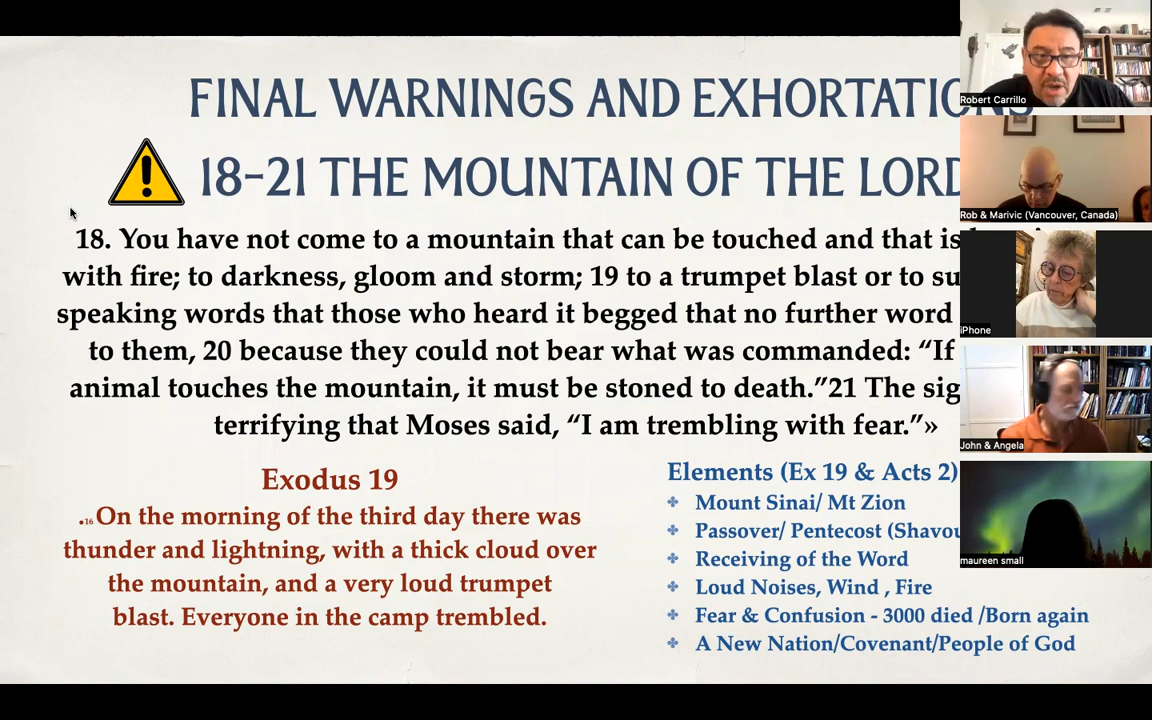 FINAL WARNINGS AND EXHORTATIO
18-21 THE MOUNTAIN OF THE LORD
18. You have not come to a mountain that can be touched and that is
with fire; to darkness, gloom and storm; 19 to a trumpet blast or to su
speaking words that those who heard it begged that no further word
to them, 20 because they could not bear what was commanded: “If
animal touches the mountain, it must be stoned to death.”21 The sig
terrifying that Moses said, “I am trembling with fear.”»
Exodus 19
.16 On the morning of the third day there was
thunder and lightning, with a thick cloud over
the mountain, and a very loud trumpet
blast. Everyone in the camp trembled.
Elements (Ex 19 & Acts 2)
Mount Sinai/ Mt Zion
Passover/ Pentecost (Shavou
Receiving of the Word
Loud Noises, Wind , Fire
Fear & Confusion - 3000 died /Born again
A New Nation/Covenant/People of God
Robert Carrillo
Rob & Marivic (Vancouver, Canada)
iPhone
John & Angela
maureen small